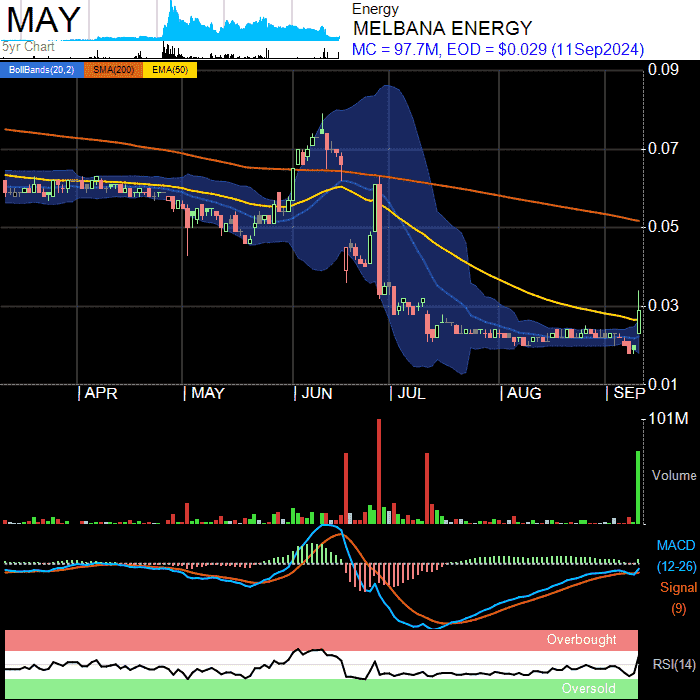 MAY
5yr Chart
Energy
MELBANA ENERGY
MC = 97.7M, EOD = $0.029 (11Sep2024)
BollBands(20,2) SMA(200) EMA(50)
0.09
0.07
0.05
0.03
0.01
APR MAY JUN JUL AUG SEP
101M
Volume
MACD
(12-26)
Signal
(9)
Overbought
RSI(14)
Oversold